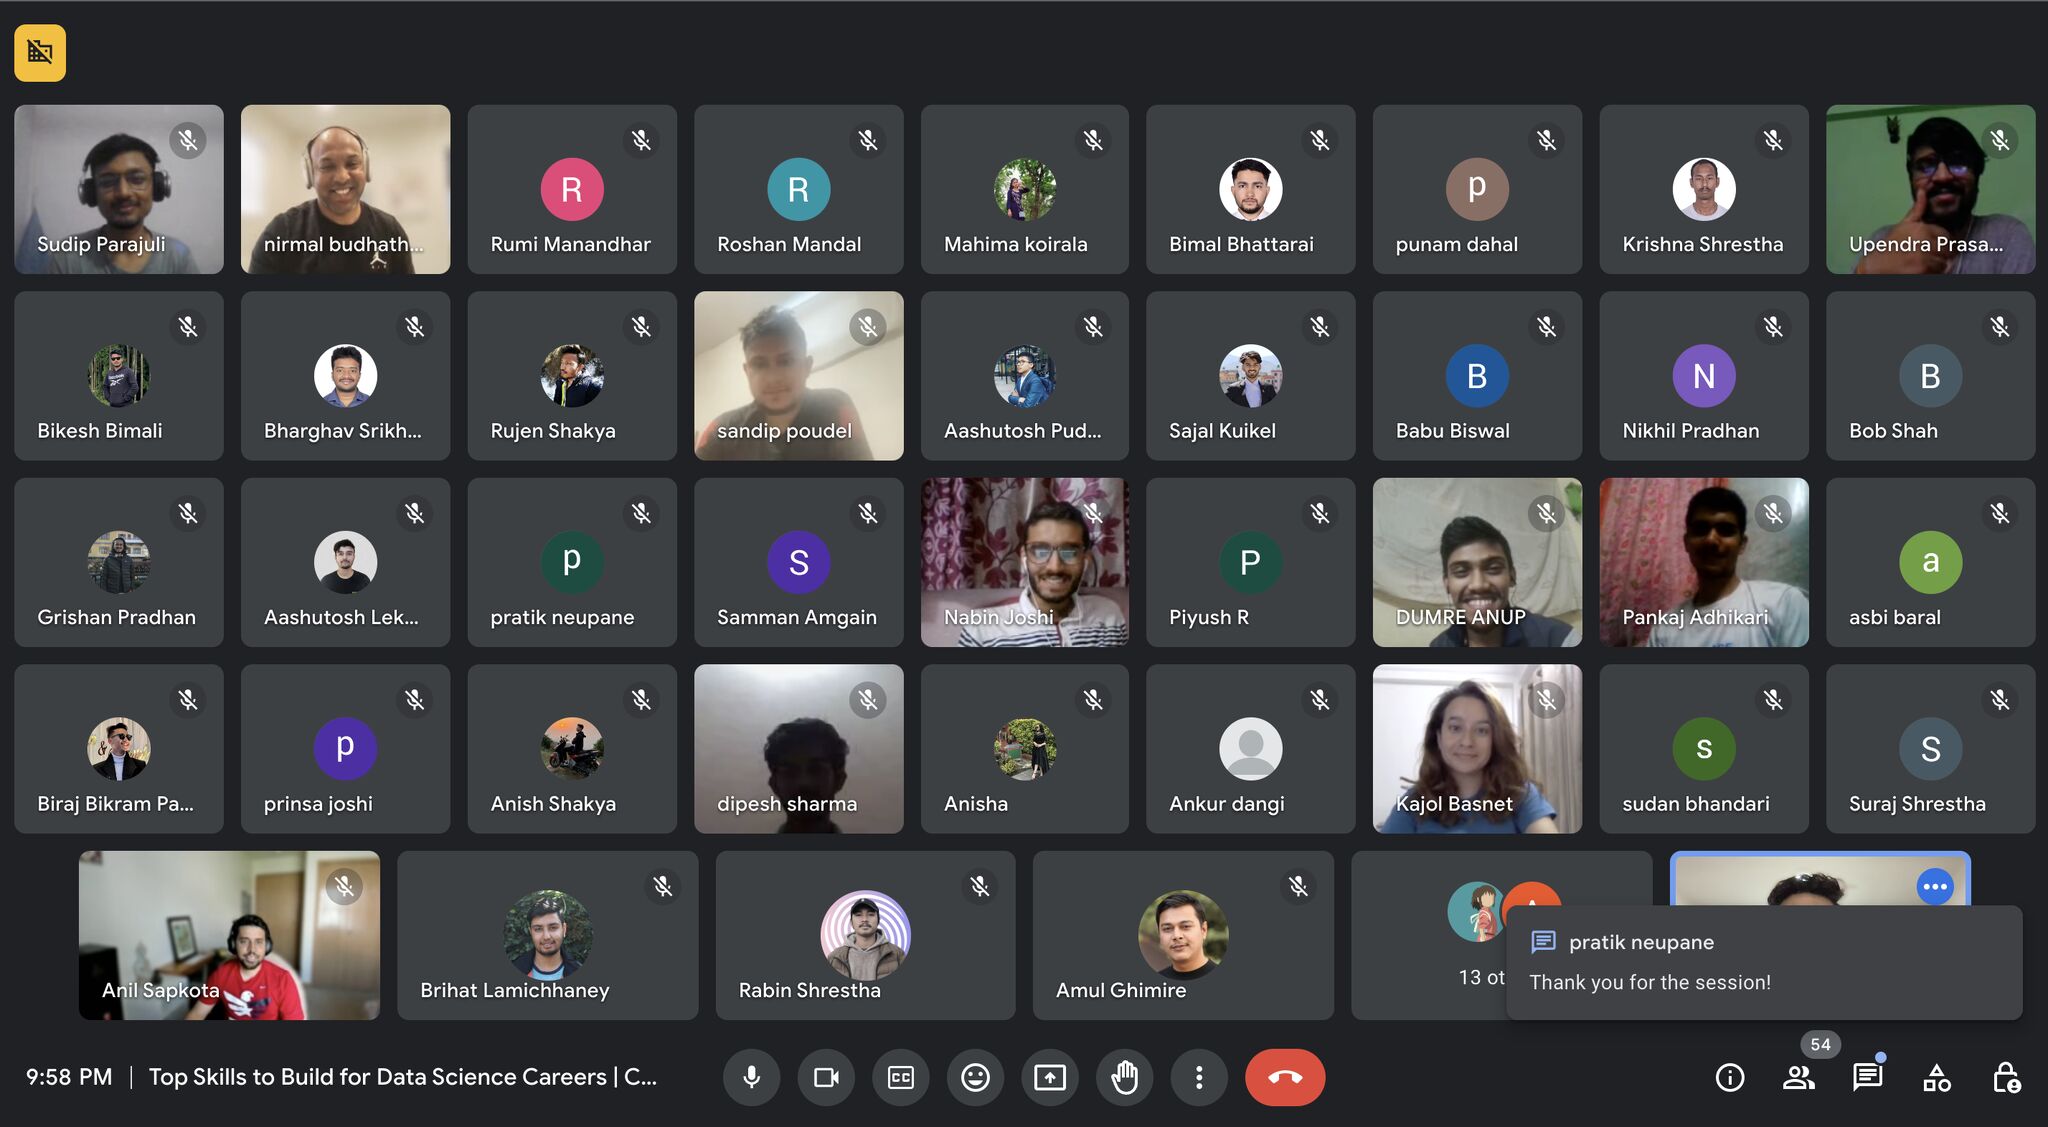 Sudip Parajuli
nirmal budhath...
R
Rumi Manandhar
R
Roshan Mandal
Mahima koirala
Bimal Bhattarai
p
punam dahal
Krishna Shrestha
Upendra Prasa...
Bikesh Bimali
Bharghav Srikh...
Rujen Shakya
sandip poudel
Aashutosh Pud...
Sajal Kuikel
B
Babu Biswal
N
Nikhil Pradhan
B
Bob Shah
Grishan Pradhan
Aashutosh Lek...
p
pratik neupane
S
Samman Amgain
Nabin Joshi
P
Piyush R
DUMRE ANUP
Pankaj Adhikari
a
asbi baral
Biraj Bikram Pa...
p
prinsa joshi
Anish Shakya
dipesh sharma
Anisha
Ankur dangi
Kajol Basnet
s
sudan bhandari
S
Suraj Shrestha
Anil Sapkota
Brihat Lamichhaney
Rabin Shrestha
Amul Ghimire
13 ot
pratik neupane
Thank you for the session!
9:58 PM | Top Skills to Build for Data Science Careers | C...
CC
54